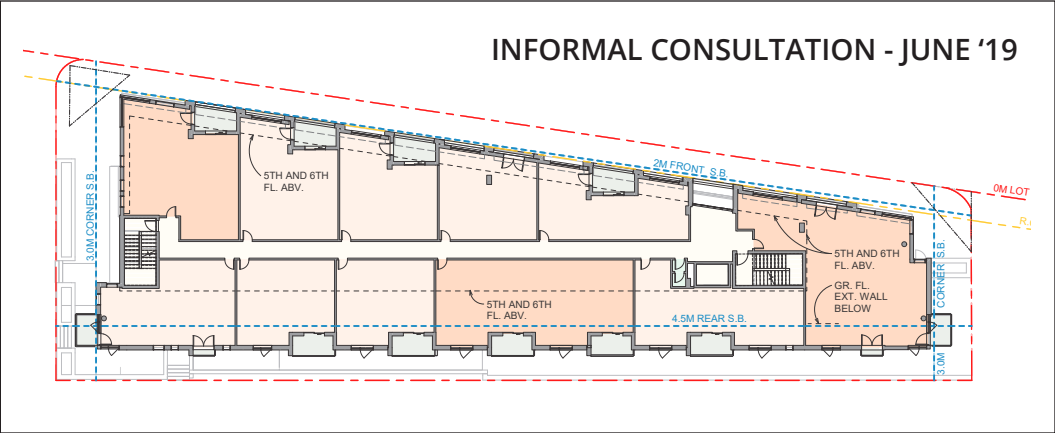 INFORMAL CONSULTATION - JUNE ‘19
2M FRONT S.B.
0M LOT
5TH AND 6TH
FL. ABV.
3.0M CORNER S.B.
5TH AND 6TH
FL. ABV.
GR. FL.
EXT. WALL
BELOW
5TH AND 6TH
FL. ABV.
4.5M REAR S.B.
3.0M CORNER S.B.